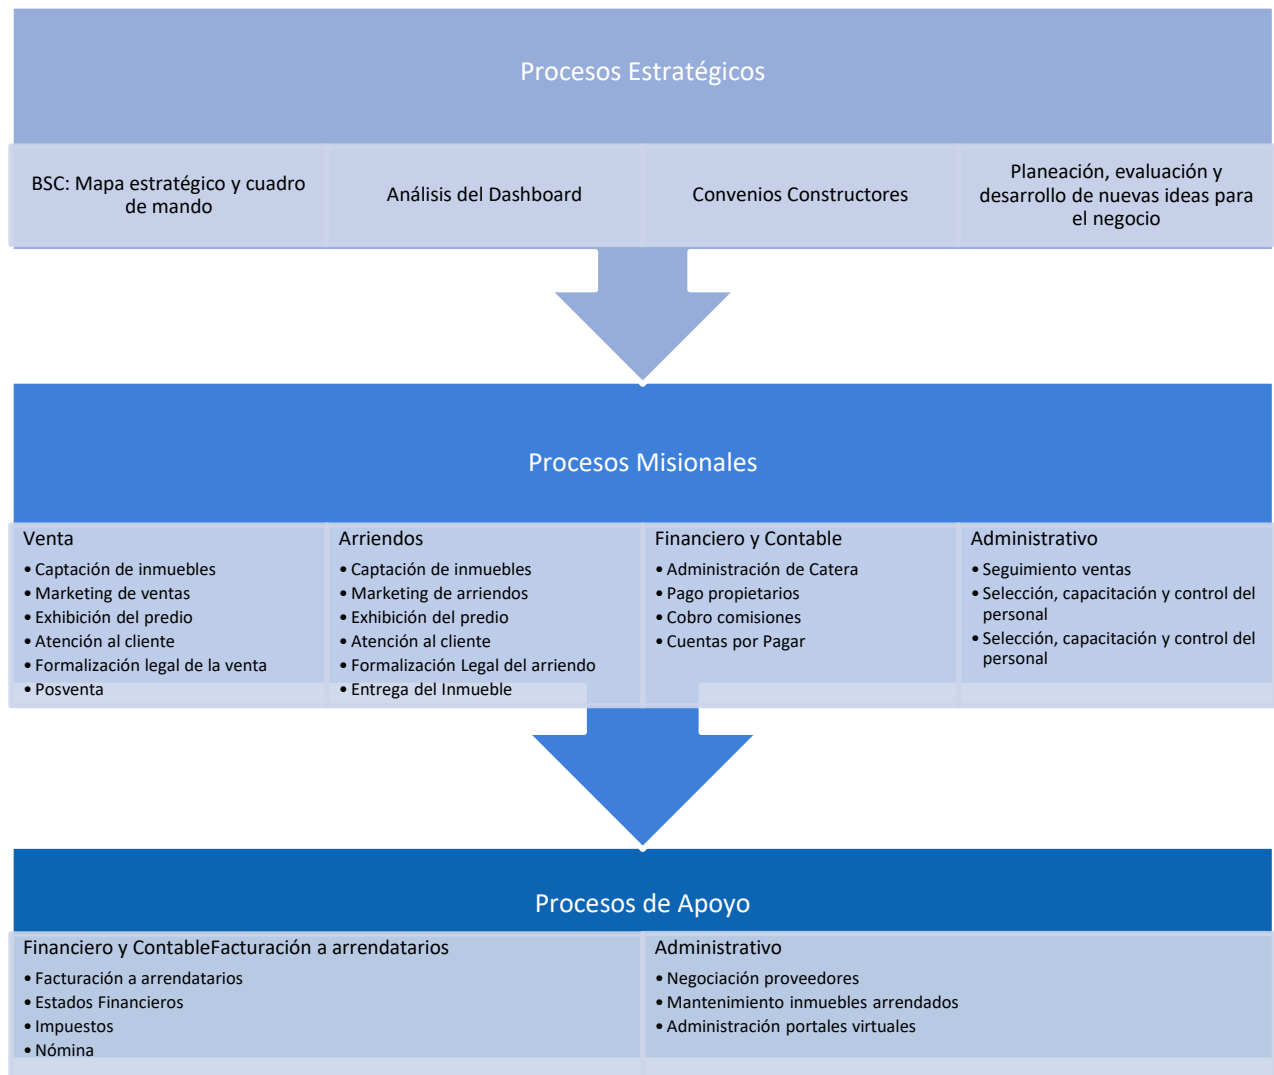 Procesos Estratégicos
BSC: Mapa estratégico y cuadro
de mando
Análisis del Dashboard
Convenios Constructores
Planeación, evaluación y
desarrollo de nuevas ideas para
el negocio
Procesos Misionales
Venta
• Captación de inmuebles
• Marketing de ventas
• Exhibición del predio
• Atención al cliente
• Formalización legal de la venta
• Posventa
Arriendos
• Captación de inmuebles
• Marketing de arriendos
• Exhibición del predio
• Atención al cliente
• Formalización Legal del arriendo
• Entrega del Inmueble
Financiero y Contable
• Administración de Catera
• Pago propietarios
• Cobro comisiones
• Cuentas por Pagar
Administrativo
• Seguimiento ventas
• Selección, capacitación y control del
personal
• Selección, capacitación y control del
personal
Procesos de Apoyo
Financiero y ContableFacturación a arrendatarios
• Facturación a arrendatarios
• Estados Financieros
• Impuestos
• Nómina
Administrativo
• Negociación proveedores
• Mantenimiento inmuebles arrendados
• Administración portales virtuales